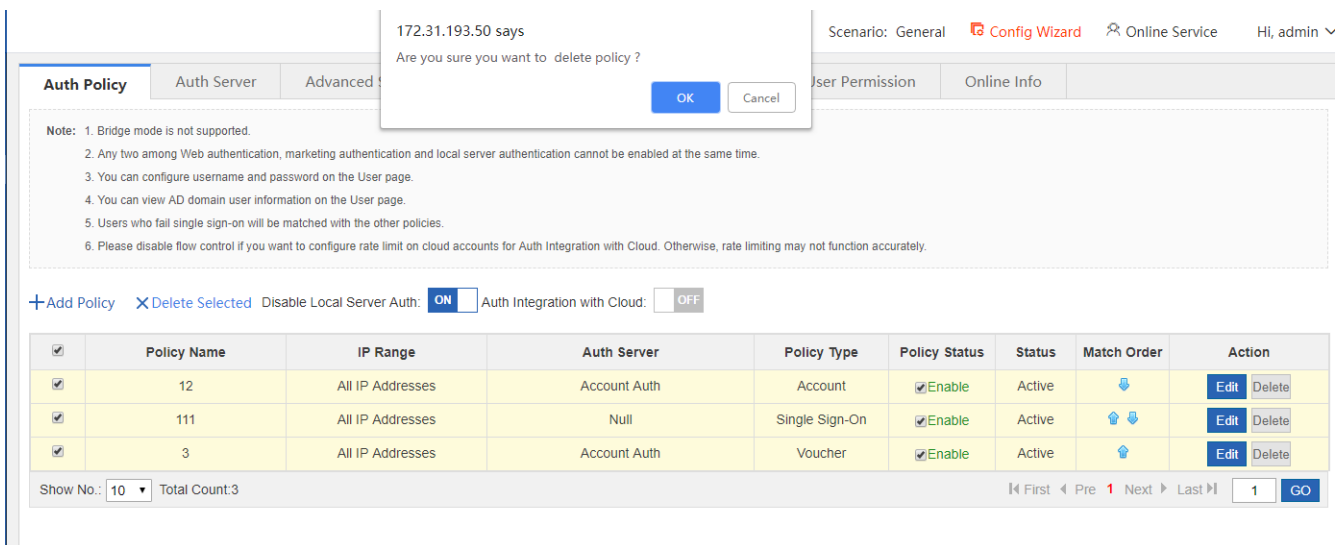 172.31.193.50 says
Are you sure you want to  delete policy ?
OK Cancel
Scenario: General Config Wizard Online Service Hi, admin
Auth Policy Auth Server Advanced User Permission Online Info
Note: 1. Bridge mode is not supported.
2. Any two among Web authentication, marketing authentication and local server authentication cannot be enabled at the same time.
3. You can configure username and password on the User page.
4. You can view AD domain user information on the User page.
5. Users who fail single sign-on will be matched with the other policies.
6. Please disable flow control if you want to configure rate limit on cloud accounts for Auth Integration with Cloud. Otherwise, rate limiting may not function accurately.
Add Policy Delete Selected Disable Local Server Auth: ON Auth Integration with Cloud: OFF
Policy Name IP Range Auth Server Policy Type Policy Status Status Match Order Action
12 All IP Addresses Account Auth Account Enable Active Edit Delete
111 All IP Addresses Null Single Sign-On Enable Active Edit Delete
3 All IP Addresses Account Auth Voucher Enable Active Edit Delete
Show No.: 10 Total Count:3 First Pre 1 Next Last 1 GO